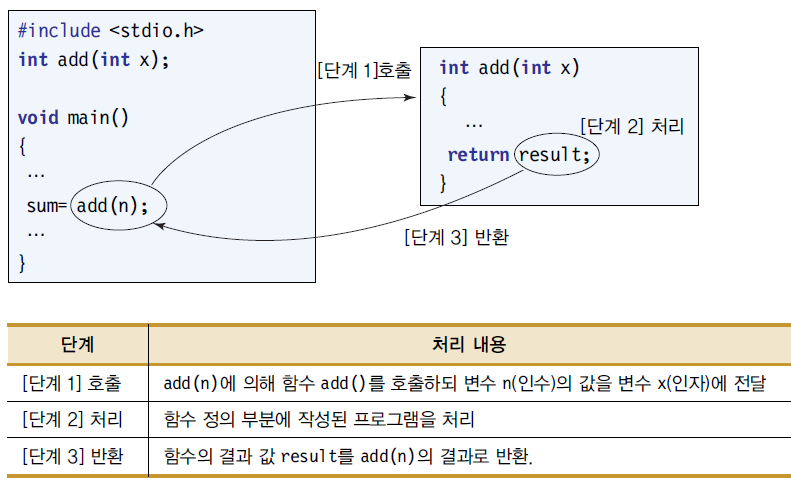 #include <stdio.h>
int add(int x);
void main()
{
…
sum= add(n);
…
}
[단계 1]호출
int add(int x)
{
…
[단계 2] 처리
return result;
}
[단계 3] 반환
단계 처리 내용
[단계 1] 호출 add(n)에 의해 함수 add()를 호출하되 변수 n(인수)의 값을 변수 x(인자)에 전달
[단계 2] 처리 함수 정의 부분에 작성된 프로그램을 처리
[단계 3] 반환 함수의 결과 값 result를 add(n)의 결과로 반환.